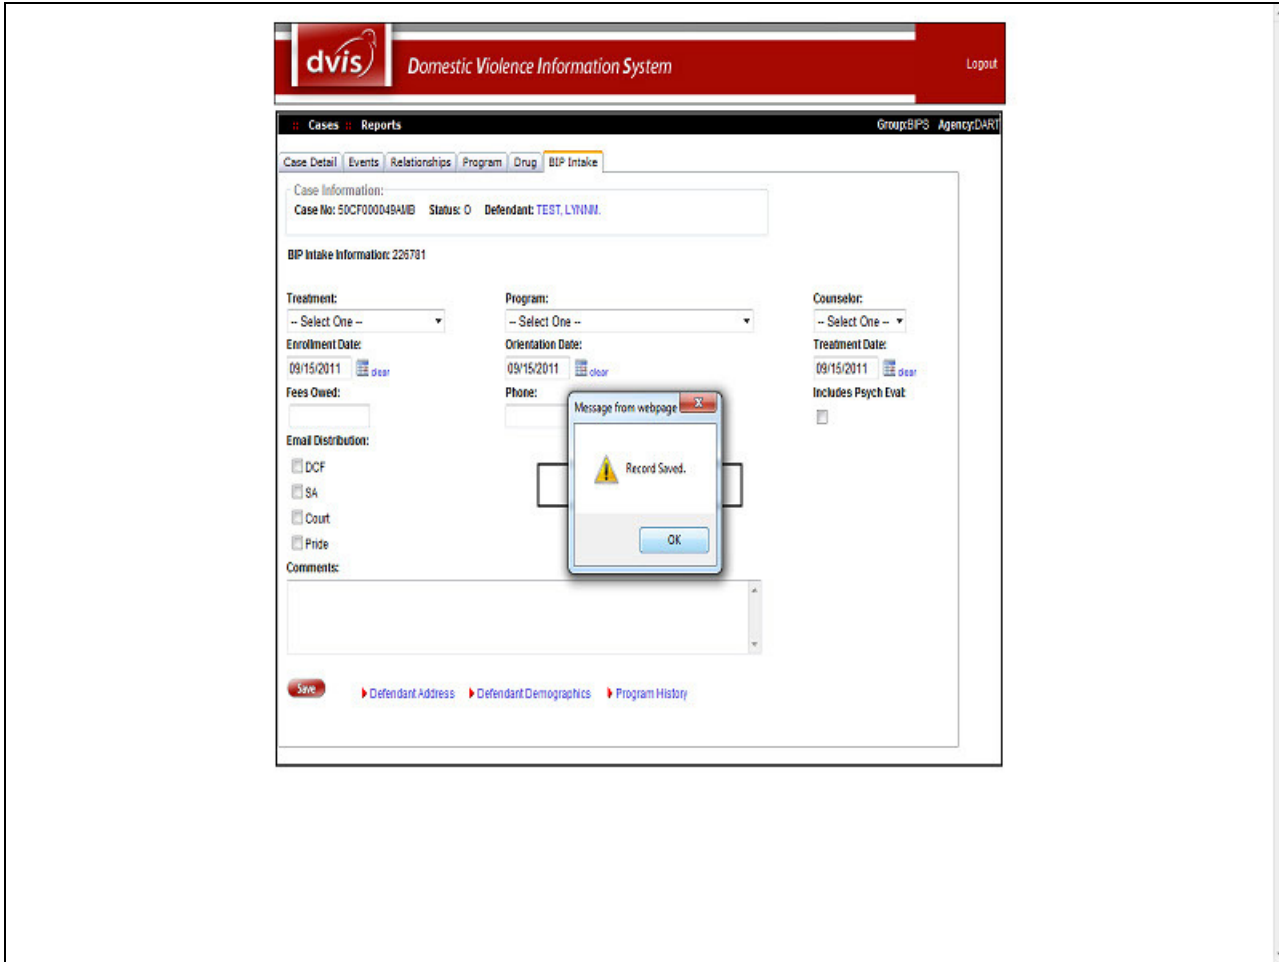 dvis Domestic Violence Information System Logout
:: Cases :: Reports Group:BIPS Agency:DART
Case Detail Events Relationships Program Drug BIP Intake
Case Information:
Case No: 50CF000049AMB Status: O Defendant: TEST, LYNNM.
BIP Intake Information: 226781
Treatment: Program: Counselor:
-- Select One -- -- Select One -- -- Select One --
Enrollment Date: Orientation Date: Treatment Date:
09/15/2011 clear 09/15/2011 clear 09/15/2011 clear
Fees Owed: Phone: Includes Psych Eval:
Message from webpage X
Record Saved.
OK
Email Distribution:
DCF
SA
Court
Pride
Comments:
Save Defendant Address Defendant Demographics Program History